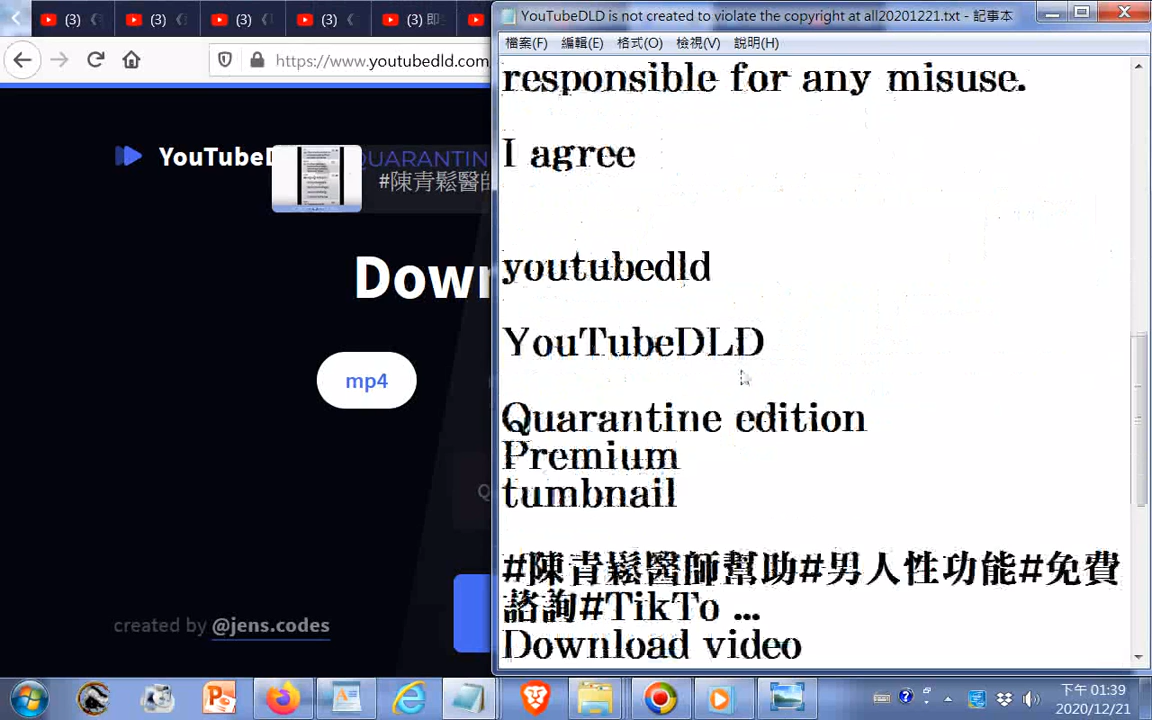 (3)
(3)
(3)
(3)
(3) 即
YouTubeDLD is not created to violate the copyright at all20201221.txt - 記事本
檔案(F) 編輯(E) 格式(O) 檢視(V) 說明(H)
https://www.youtubedld.com
responsible for any misuse.
I agree
youtubedld
YouTubeDLD
Quarantine edition
Premium
tumbnail
#陳青鬆醫師幫助#男人性功能#免費
諮詢#TikTo ...
Download video
YouTubeD
QUARANTIN
#陳青鬆醫師
Down
mp4
Q
created by @jens.codes
下午 01:39
2020/12/21